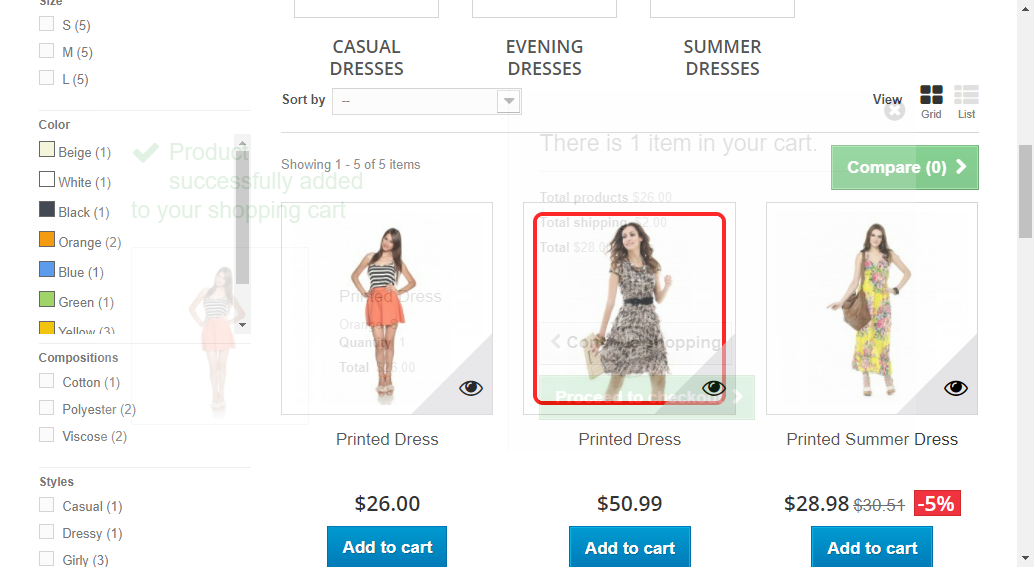 Size
S (5)
M (5)
L (5)
Color
Beige (1)
White (1)
Black (1)
Orange (2)
Blue (1)
Green (1)
Yellow (3)
Compositions
Cotton (1)
Polyester (2)
Viscose (2)
Styles
Casual (1)
Dressy (1)
Girly (3)
CASUAL
DRESSES
EVENING
DRESSES
SUMMER
DRESSES
Sort by
--
View
Grid
List
Showing 1 - 5 of 5 items
Compare (0)
Product
successfully added
to your shopping cart
Printed Dress
Quantity 1
Total $26.00
There is 1 item in your cart.
Total products $26.00
Total shipping $2.00
Total $28.00
Continue shopping
Proceed to checkout
Printed Dress
$26.00
Add to cart
Printed Dress
$50.99
Add to cart
Printed Summer Dress
$28.98 $30.51 -5%
Add to cart